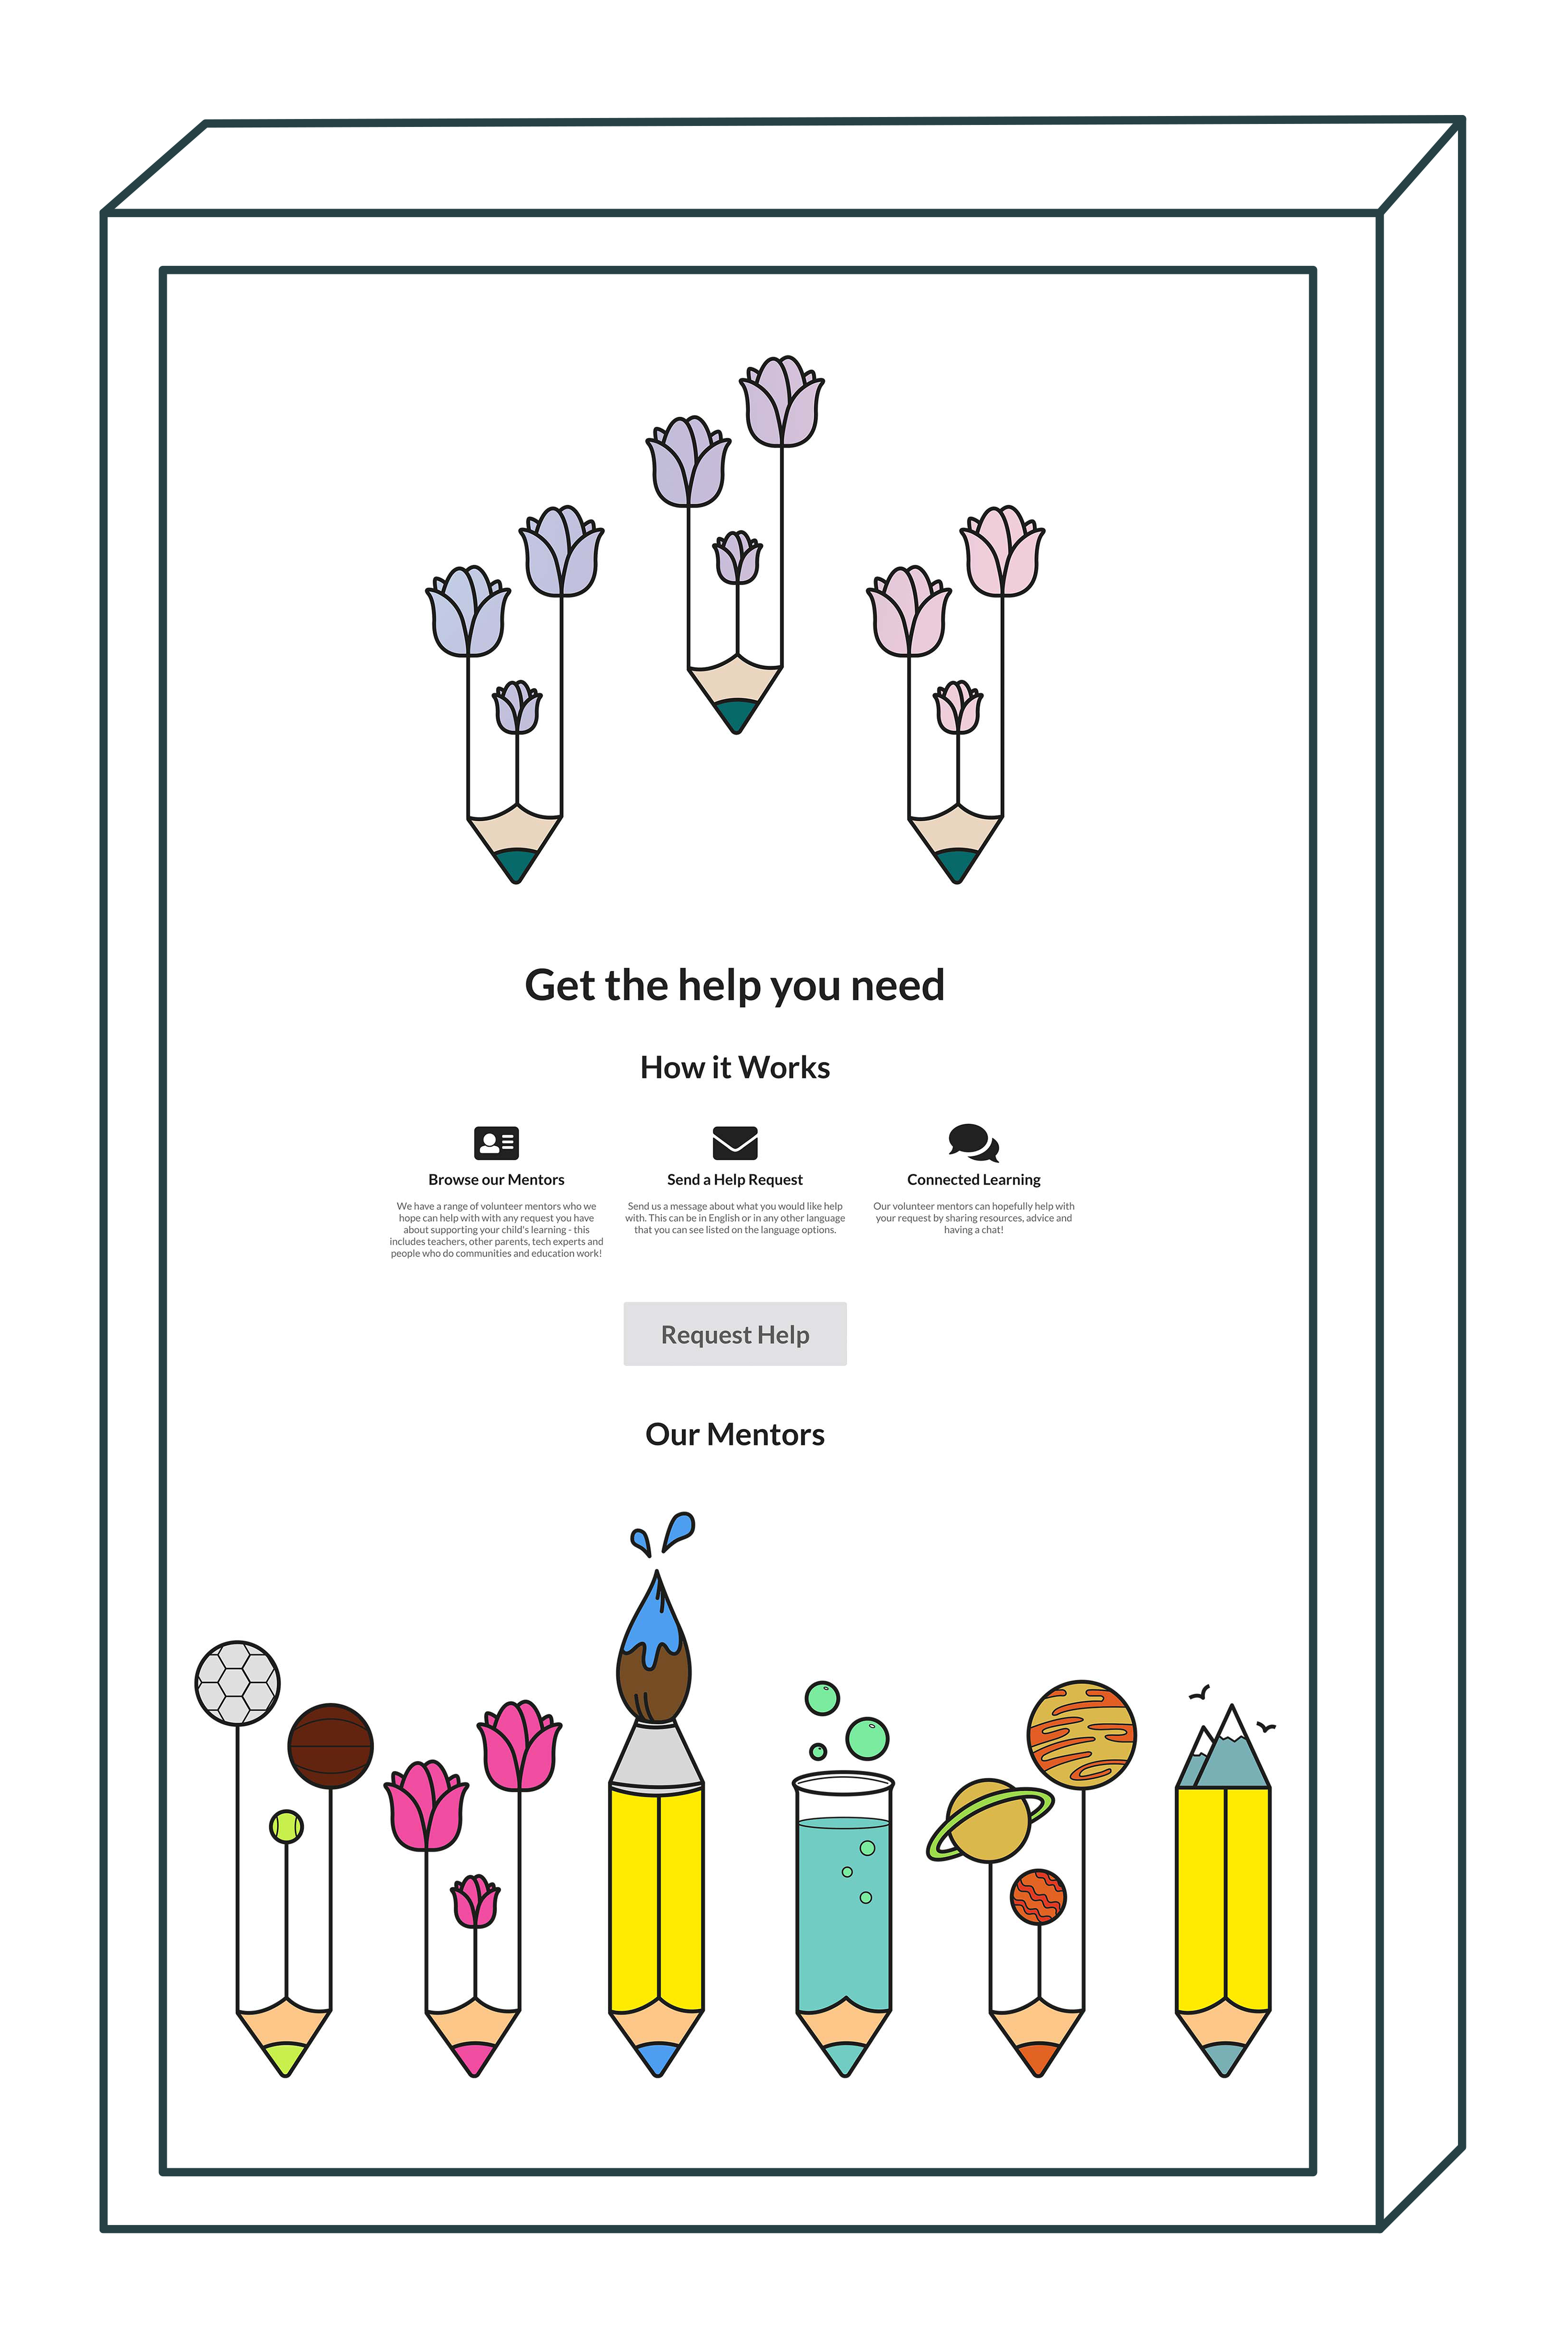 Get the help you need
How it Works
Browse our Mentors
We have a range of volunteer mentors who we
hope can help with with any request you have
about supporting your child's learning - this
includes teachers, other parents, tech experts and
people who do communities and education work!
Send a Help Request
Send us a message about what you would like help
with. This can be in English or in any other language
that you can see listed on the language options.
Connected Learning
Our volunteer mentors can hopefully help with
your request by sharing resources, advice and
having a chat!
Request Help
Our Mentors